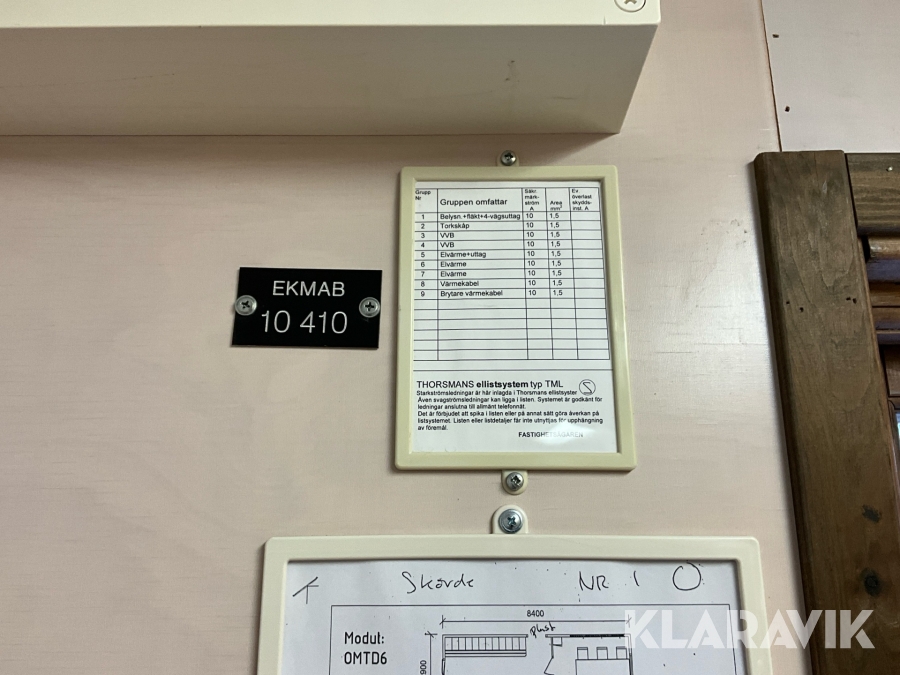 Grupp Nr | Gruppen omfattar | Säkr. märkström A | Area mm² | Ev. överlast skyddsinst. A
1 Belysn.+fläkt+4-vägsuttag 10 1,5
2 Torkskåp 10 1,5
3 VVB 10 1,5
4 VVB 10 1,5
5 Elvärme+uttag 10 1,5
6 Elvärme 10 1,5
7 Elvärme 10 1,5
8 Värmekabel 10 1,5
9 Brytare värmekabel 10 1,5
EKMAB
10 410
THORSMANS ellistsystem typ TML
Starkströmsledningar är här inlagda i Thorsmans ellistsyster
Även svagströmsledningar kan ligga i listen. Systemet är godkänt för
ledningar anslutna till allmänt telefonnät.
Det är förbjudet att spika i listen eller på annat sätt göra åverkan på
listsystemet. Listen eller listdetaljer får inte utnyttjas för upphängning
av föremål.
FASTIGHETSÄGAREN
Skövde NR 1
8400
plast
Modul:
OMTD6
900
KLARAVIK